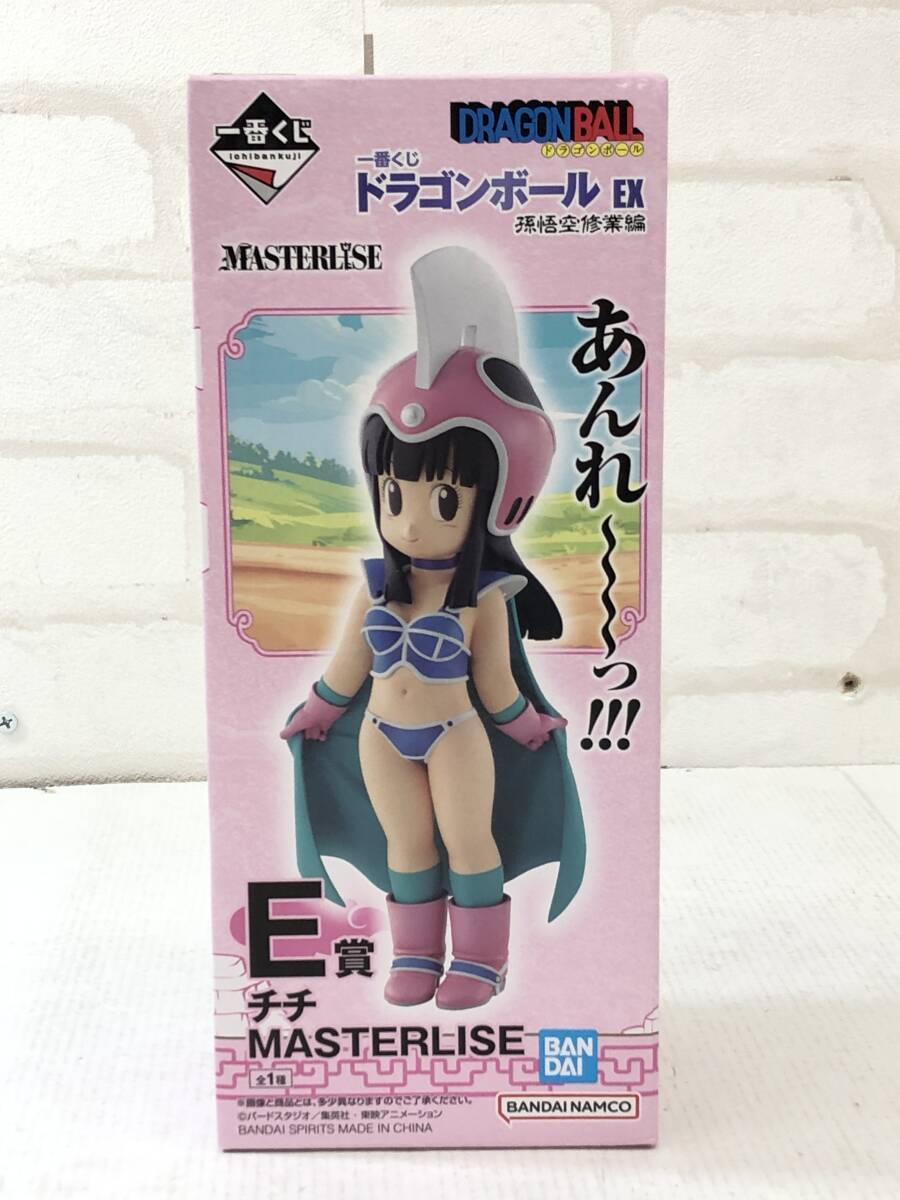 一番くじ
ichibankuji
DRAGONBALL
ドラゴンボール
一番くじ
ドラゴンボール EX
孫悟空修業編
MASTERLISE
あんれ〜〜〜っ!!!
E賞
チチ
MASTERLISE
全1種
BAN
DAI
※画像と商品とは、多少異なりますのでご了承ください。
©バードスタジオ／集英社・東映アニメーション
BANDAI SPIRITS MADE IN CHINA
BANDAI NAMCO